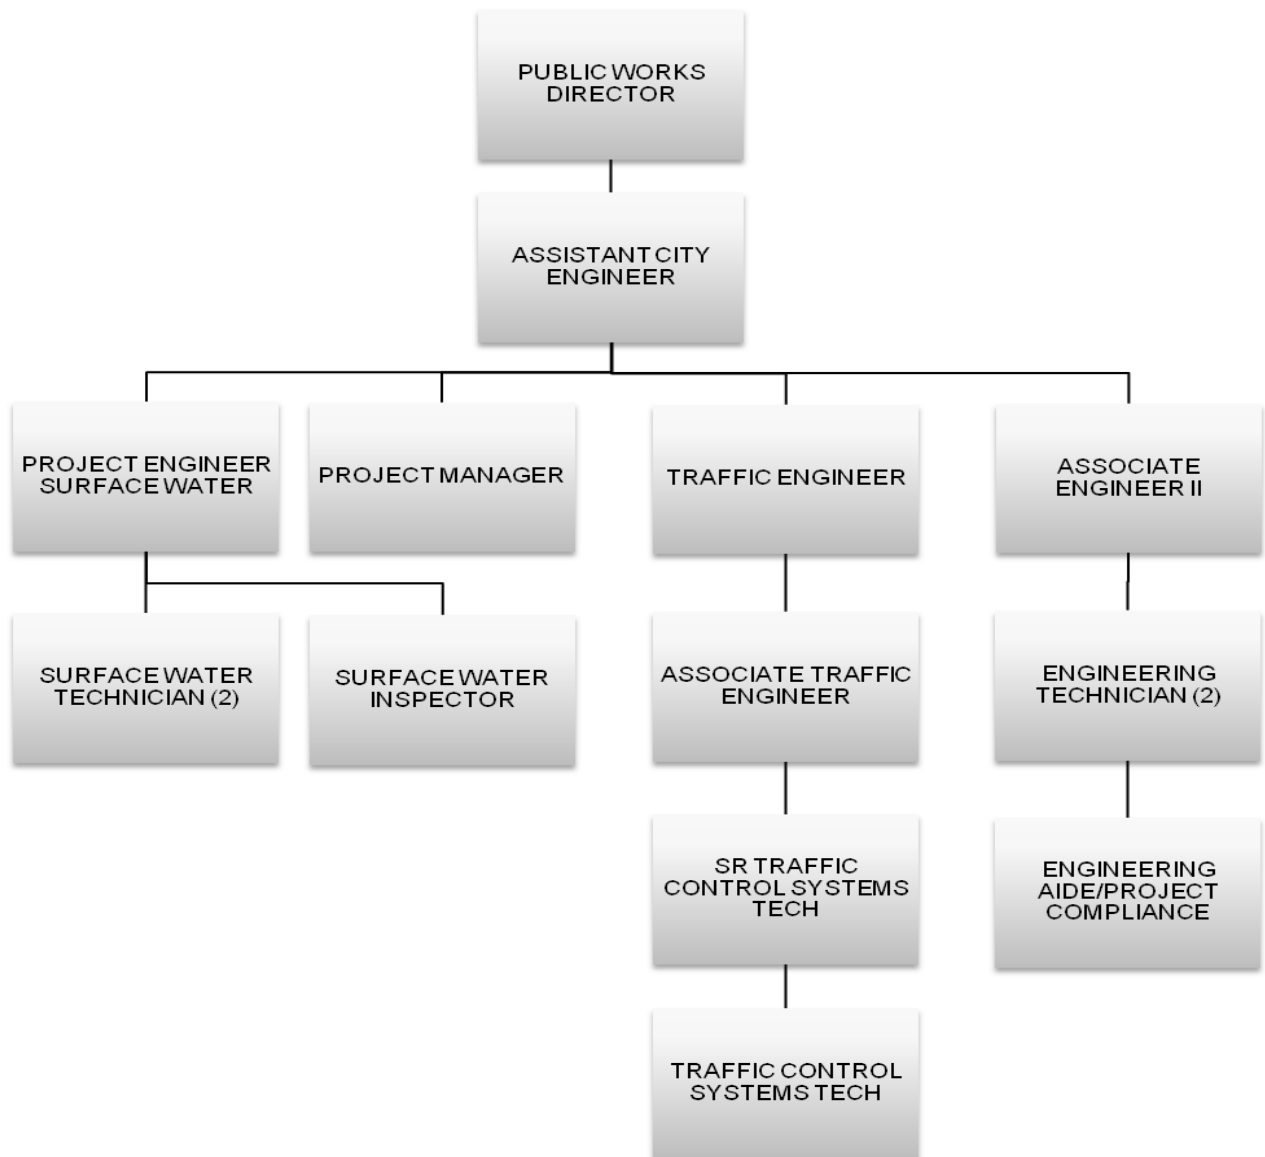 PUBLIC WORKS
DIRECTOR
ASSISTANT CITY
ENGINEER
PROJECT ENGINEER
SURFACE WATER
PROJECT MANAGER
TRAFFIC ENGINEER
ASSOCIATE
ENGINEER II
SURFACE WATER
TECHNICIAN (2)
SURFACE WATER
INSPECTOR
ASSOCIATE TRAFFIC
ENGINEER
ENGINEERING
TECHNICIAN (2)
SR TRAFFIC
CONTROL SYSTEMS
TECH
ENGINEERING
AIDE/PROJECT
COMPLIANCE
TRAFFIC CONTROL
SYSTEMS TECH